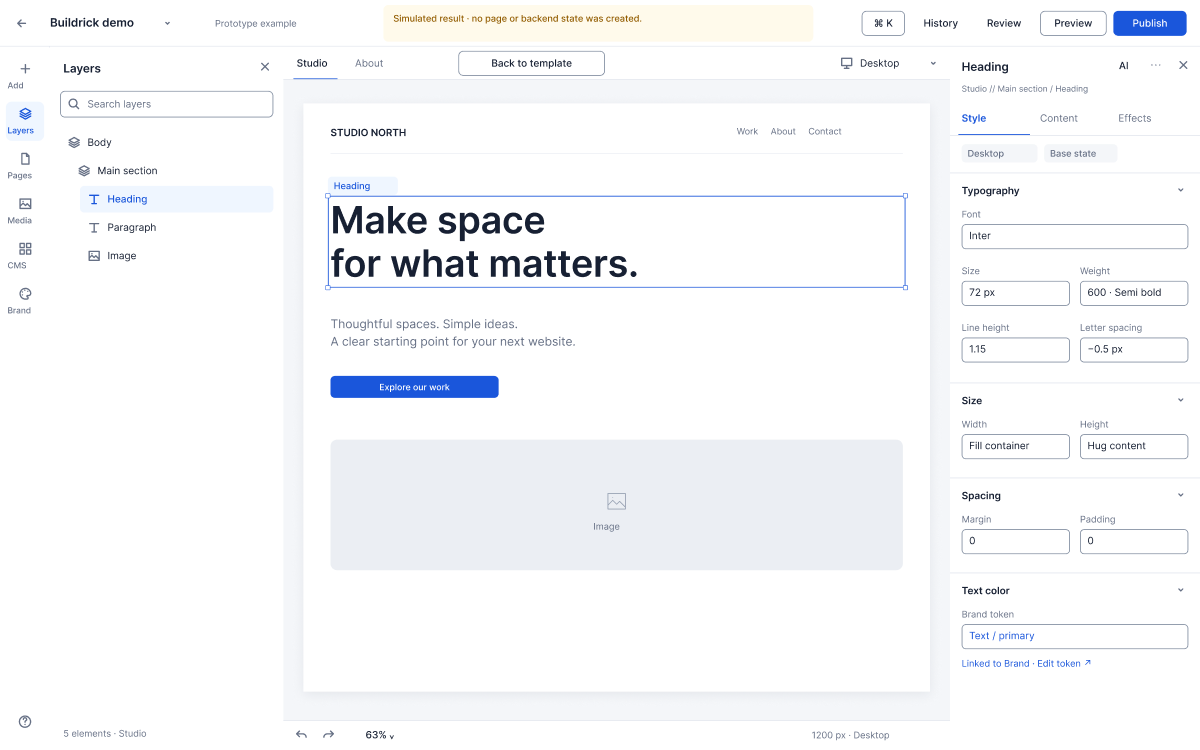 Buildrick demo
Prototype example
Simulated result · no page or backend state was created.
⌘ K
History
Review
Preview
Publish
Add
Layers
Pages
Media
CMS
Brand
Layers
Search layers
Body
Main section
Heading
Paragraph
Image
5 elements · Studio
Studio
About
Back to template
Desktop
STUDIO NORTH
Work
About
Contact
Heading
Make space
for what matters.
Thoughtful spaces. Simple ideas.
A clear starting point for your next website.
Explore our work
Image
63%
1200 px · Desktop
Heading
AI
···
Studio // Main section / Heading
Style
Content
Effects
Desktop
Base state
Typography
Font
Inter
Size
Weight
72 px
600 · Semi bold
Line height
Letter spacing
1.15
−0.5 px
Size
Width
Height
Fill container
Hug content
Spacing
Margin
Padding
0
0
Text color
Brand token
Text / primary
Linked to Brand · Edit token ↗